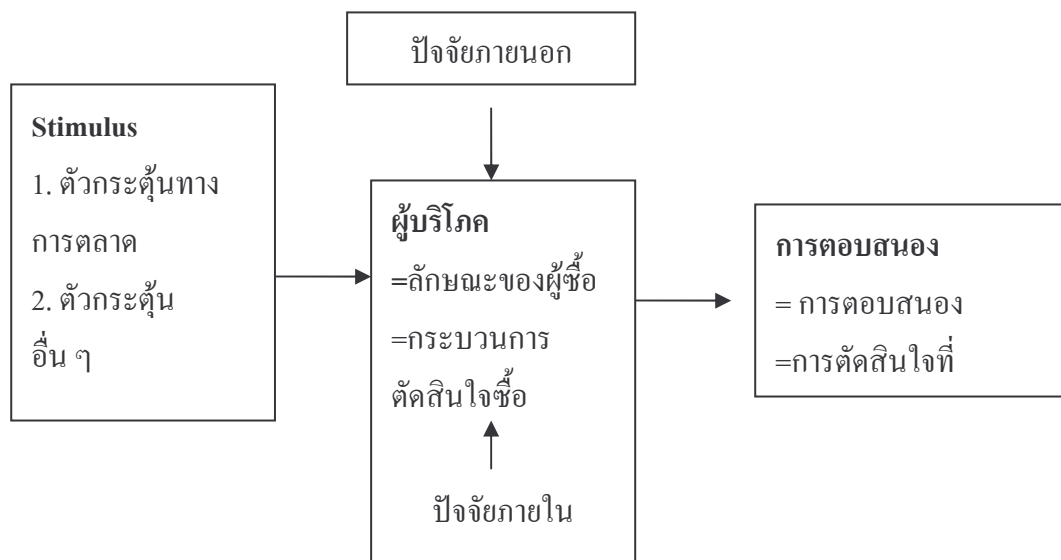 ปัจจัยภายนอก
Stimulus
1. ตัวกระตุ้นทาง
การตลาด
2. ตัวกระตุ้น
อื่น ๆ
ผู้บริโภค
=ลักษณะของผู้ซื้อ
=กระบวนการ
ตัดสินใจซื้อ
ปัจจัยภายใน
การตอบสนอง
= การตอบสนอง
=การตัดสินใจที่